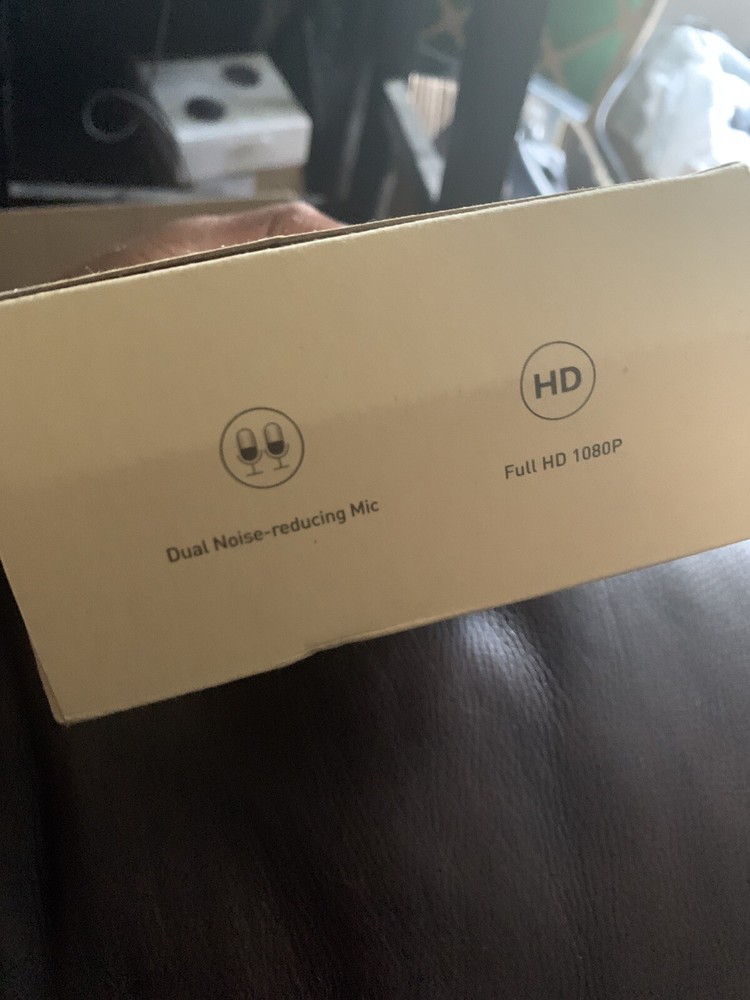 HD
Full HD 1080P
Dual Noise-reducing Mic